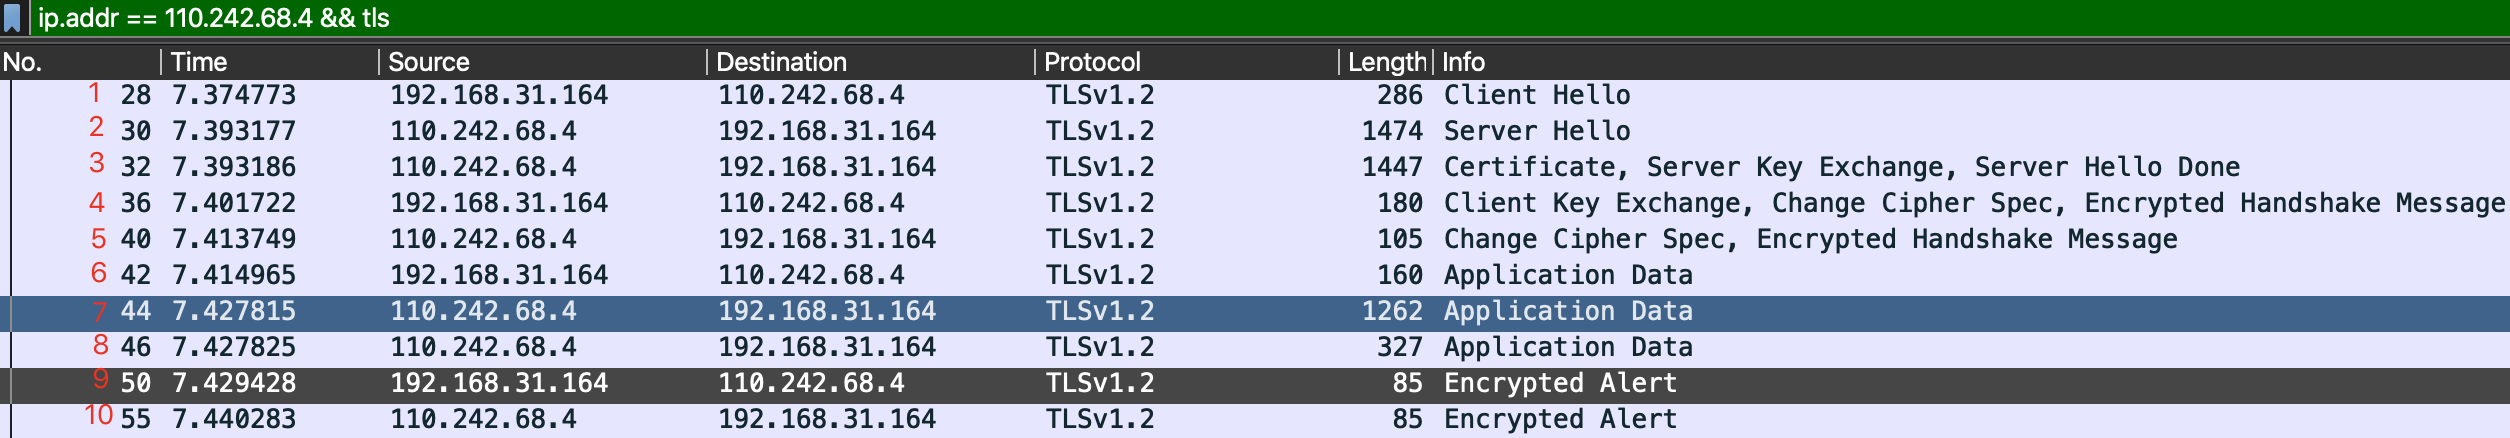 ip.addr == 110.242.68.4 && tls
No. Time Source Destination Protocol Length Info
1 28 7.374773 192.168.31.164 110.242.68.4 TLSv1.2 286 Client Hello
2 30 7.393177 110.242.68.4 192.168.31.164 TLSv1.2 1474 Server Hello
3 32 7.393186 110.242.68.4 192.168.31.164 TLSv1.2 1447 Certificate, Server Key Exchange, Server Hello Done
4 36 7.401722 192.168.31.164 110.242.68.4 TLSv1.2 180 Client Key Exchange, Change Cipher Spec, Encrypted Handshake Message
5 40 7.413749 110.242.68.4 192.168.31.164 TLSv1.2 105 Change Cipher Spec, Encrypted Handshake Message
6 42 7.414965 192.168.31.164 110.242.68.4 TLSv1.2 160 Application Data
7 44 7.427815 110.242.68.4 192.168.31.164 TLSv1.2 1262 Application Data
8 46 7.427825 110.242.68.4 192.168.31.164 TLSv1.2 327 Application Data
9 50 7.429428 192.168.31.164 110.242.68.4 TLSv1.2 85 Encrypted Alert
10 55 7.440283 110.242.68.4 192.168.31.164 TLSv1.2 85 Encrypted Alert